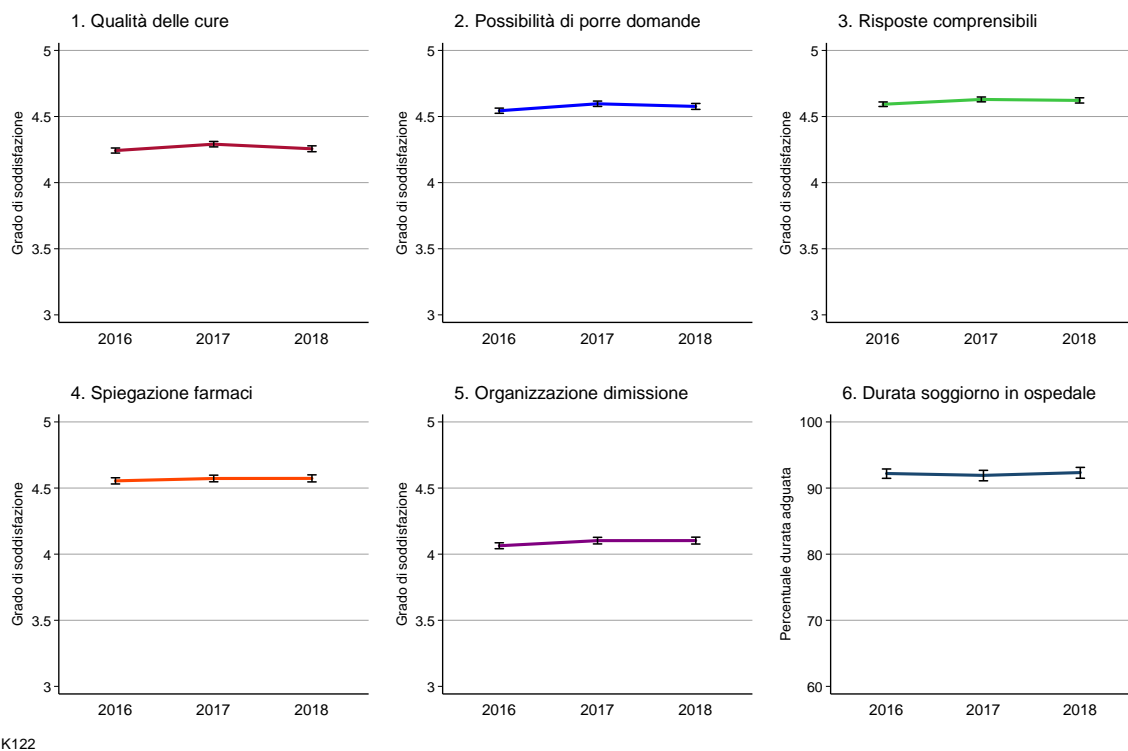 1. Qualità delle cure
Grado di soddisfazione
5
4.5
4
3.5
3
2016 2017 2018
2. Possibilità di porre domande
Grado di soddisfazione
5
4.5
4
3.5
3
2016 2017 2018
3. Risposte comprensibili
Grado di soddisfazione
5
4.5
4
3.5
3
2016 2017 2018
4. Spiegazione farmaci
Grado di soddisfazione
5
4.5
4
3.5
3
2016 2017 2018
5. Organizzazione dimissione
Grado di soddisfazione
5
4.5
4
3.5
3
2016 2017 2018
6. Durata soggiorno in ospedale
Percentuale durata adguata
100
90
80
70
60
2016 2017 2018
K122